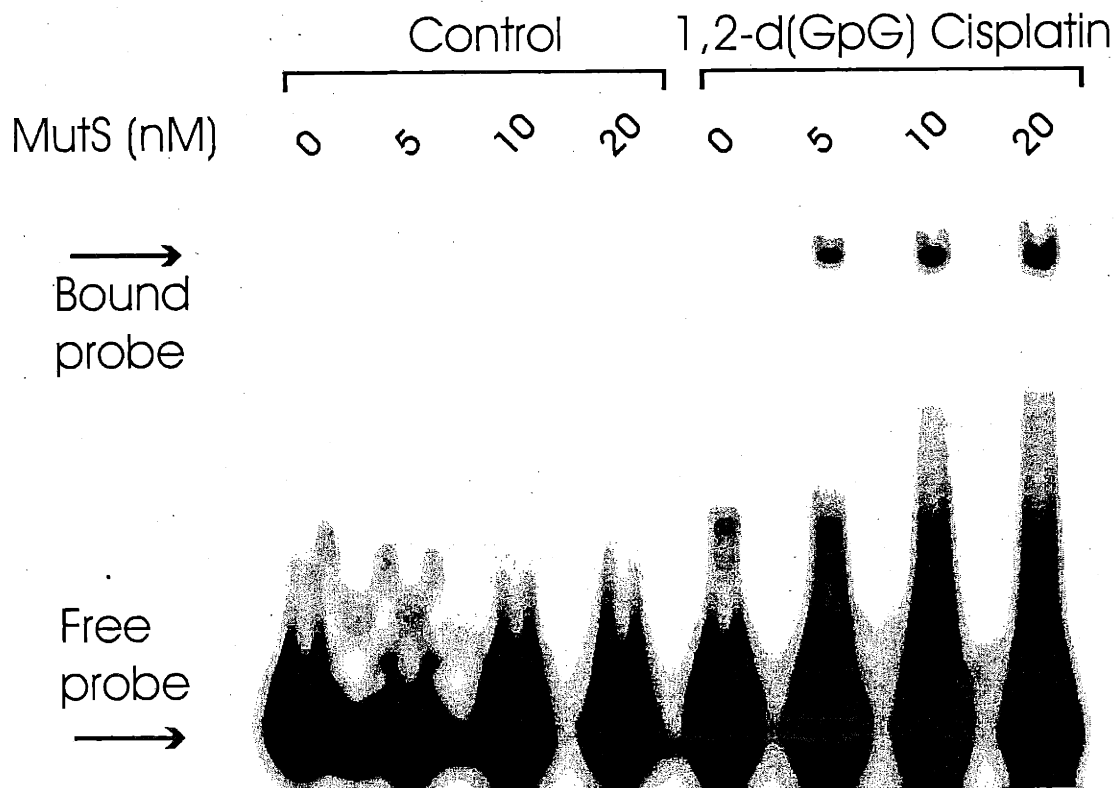 Control 1,2-d(GpG) Cisplatin
MutS (nM) 0 5 10 20 0 5 10 20
Bound
probe
Free
probe